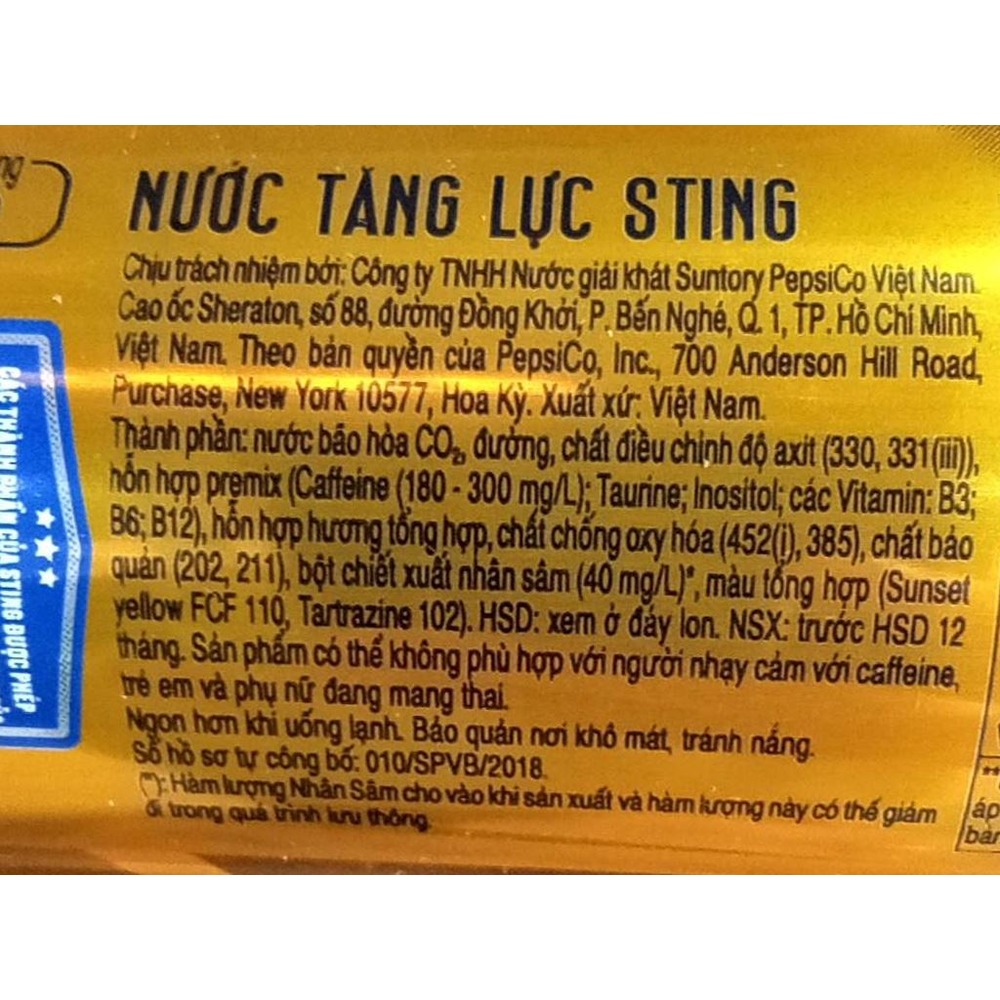 NƯỚC TĂNG LỰC STING
Chịu trách nhiệm bởi: Công ty TNHH Nước giải khát Suntory PepsiCo Việt Nam.
Cao ốc Sheraton, số 88, đường Đồng Khởi, P. Bến Nghé, Q. 1, TP. Hồ Chí Minh,
Việt Nam. Theo bản quyền của PepsiCo, Inc., 700 Anderson Hill Road,
Purchase, New York 10577, Hoa Kỳ. Xuất xứ: Việt Nam.
Thành phần: nước bão hòa CO₂, đường, chất điều chỉnh độ axit (330, 331(iii)),
hỗn hợp premix (Caffeine (180 - 300 mg/L); Taurine; Inositol; các Vitamin: B3;
B6; B12), hỗn hợp hương tổng hợp, chất chống oxy hóa (452(i), 385), chất bảo
quản (202, 211), bột chiết xuất nhân sâm (40 mg/L)*, màu tổng hợp (Sunset
yellow FCF 110, Tartrazine 102). HSD: xem ở đáy lon. NSX: trước HSD 12
tháng. Sản phẩm có thể không phù hợp với người nhạy cảm với caffeine,
trẻ em và phụ nữ đang mang thai.
Ngon hơn khi uống lạnh. Bảo quản nơi khô mát, tránh nắng.
Số hồ sơ tự công bố: 010/SPVB/2018.
(*): Hàm lượng Nhân Sâm cho vào khi sản xuất và hàm lượng này có thể giảm
đi trong quá trình lưu thông.
CÁC THÀNH PHẦN CỦA STING ĐƯỢC PHÉP